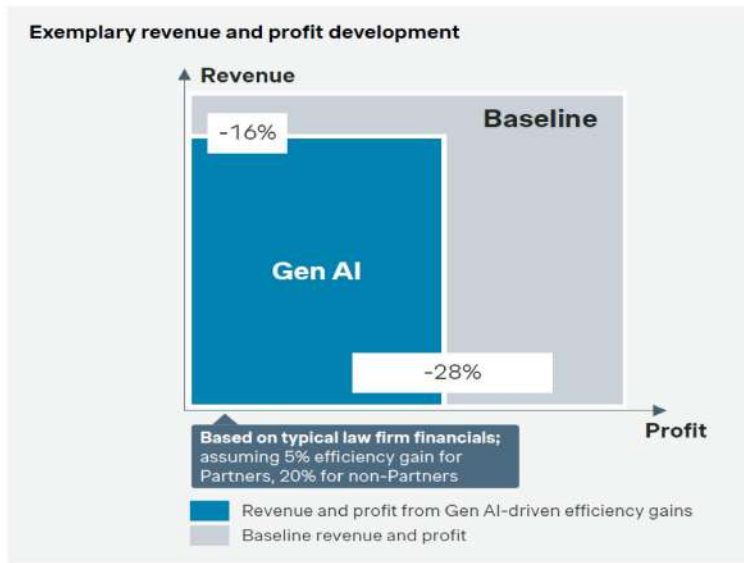 Exemplary revenue and profit development
Revenue
Baseline
-16%
Gen AI
-28%
Profit
Based on typical law firm financials;
assuming 5% efficiency gain for
Partners, 20% for non-Partners
Revenue and profit from Gen AI-driven efficiency gains
Baseline revenue and profit